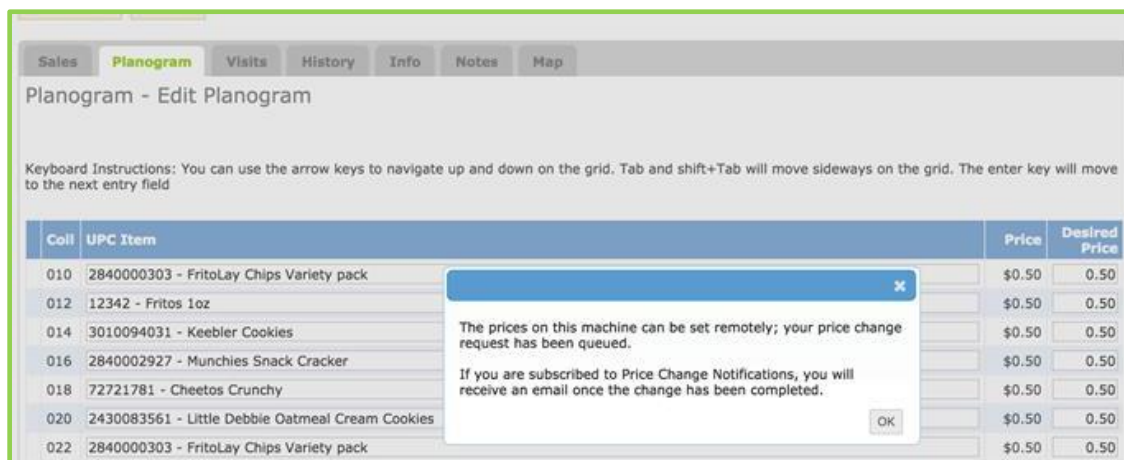 Sales Planogram Visits History Info Notes Map
Planogram - Edit Planogram
Keyboard Instructions: You can use the arrow keys to navigate up and down on the grid. Tab and shift+Tab will move sideways on the grid. The enter key will move
to the next entry field
Coil UPC Item Price Desired Price
010 2840000303 - FritoLay Chips Variety pack $0.50 0.50
012 12342 - Fritos 1oz $0.50 0.50
014 3010094031 - Keebler Cookies $0.50 0.50
016 2840002927 - Munchies Snack Cracker $0.50 0.50
018 72721781 - Cheetos Crunchy $0.50 0.50
020 2430083561 - Little Debbie Oatmeal Cream Cookies $0.50 0.50
022 2840000303 - FritoLay Chips Variety pack $0.50 0.50
The prices on this machine can be set remotely; your price change
request has been queued.
If you are subscribed to Price Change Notifications, you will
receive an email once the change has been completed.
OK